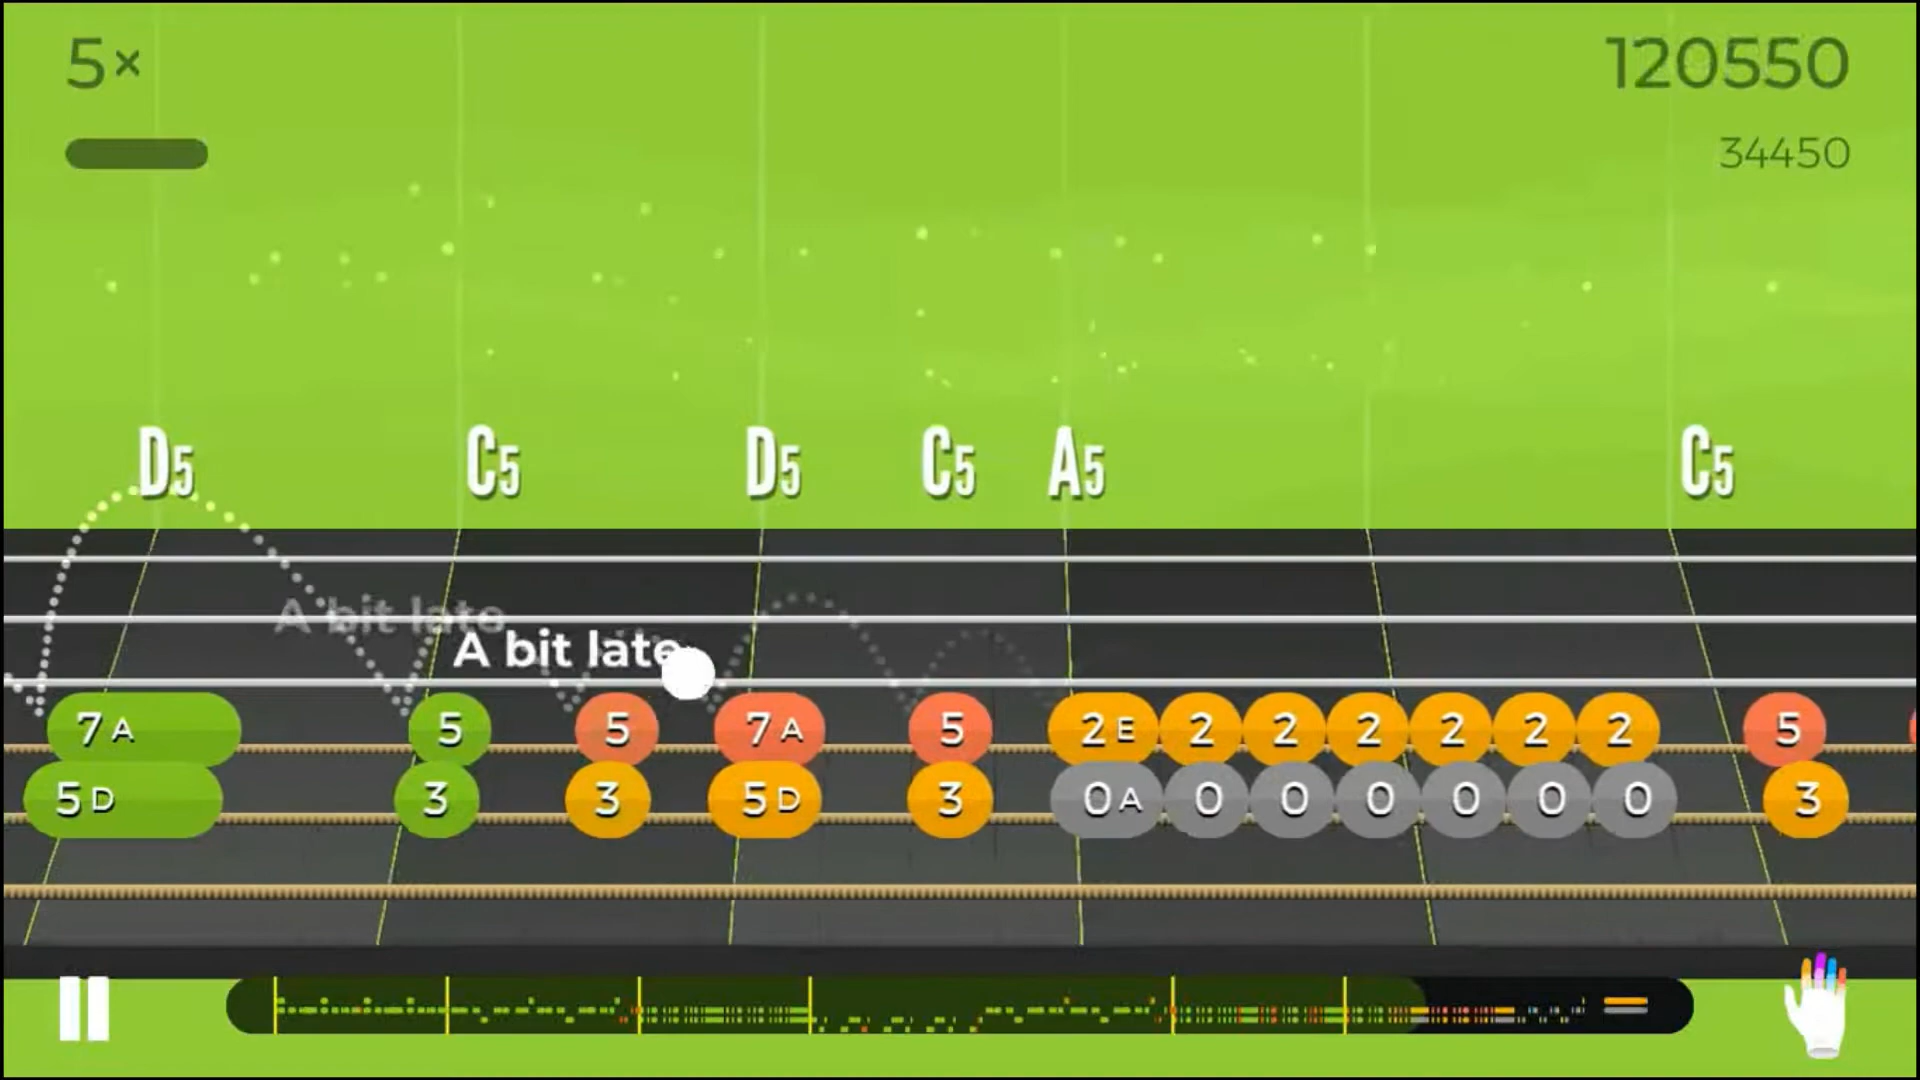 5×
120550
34450
D5 C5 D5 C5 A5 C5
A bit late
A bit late
7 A 5 5 7 A 5 2 E 2 2 2 2 2 2 5
5 D 3 3 5 D 3 0 A 0 0 0 0 0 0 3